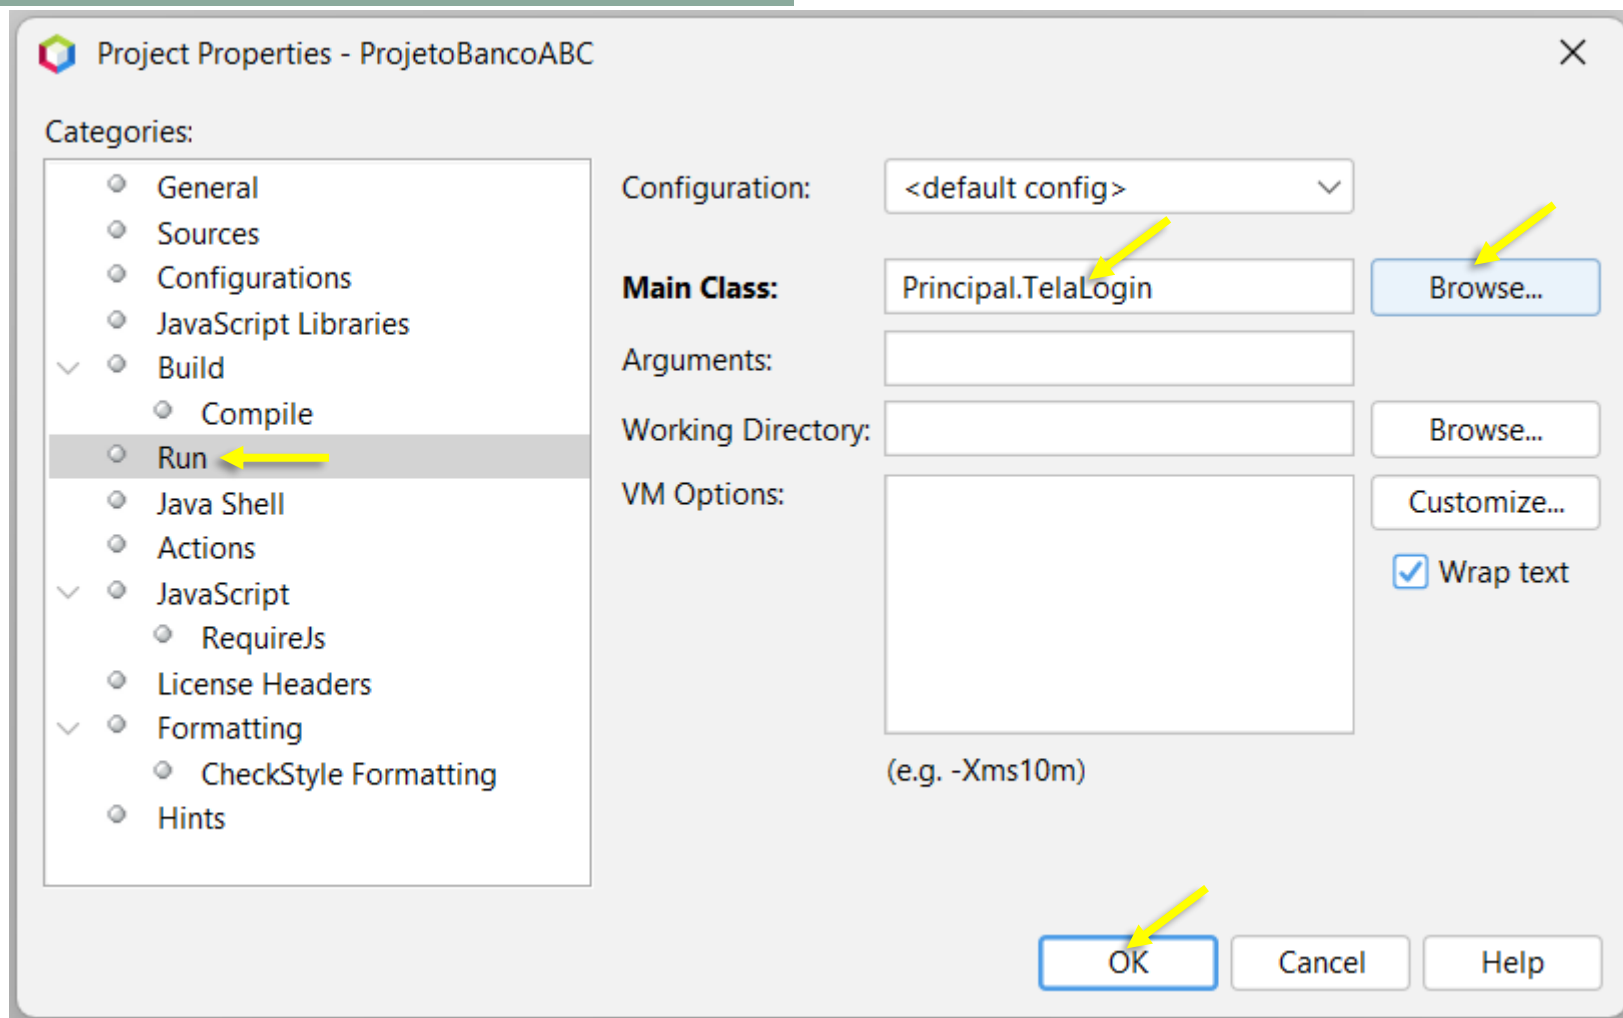 Project Properties - ProjetoBancoABC
Categories:
General
Sources
Configurations
JavaScript Libraries
Build
Compile
Run
Java Shell
Actions
JavaScript
RequireJs
License Headers
Formatting
CheckStyle Formatting
Hints
Configuration: <default config>
Main Class: Principal.TelaLogin Browse...
Arguments:
Working Directory: Browse...
VM Options: Customize...
Wrap text
(e.g. -Xms10m)
OK Cancel Help